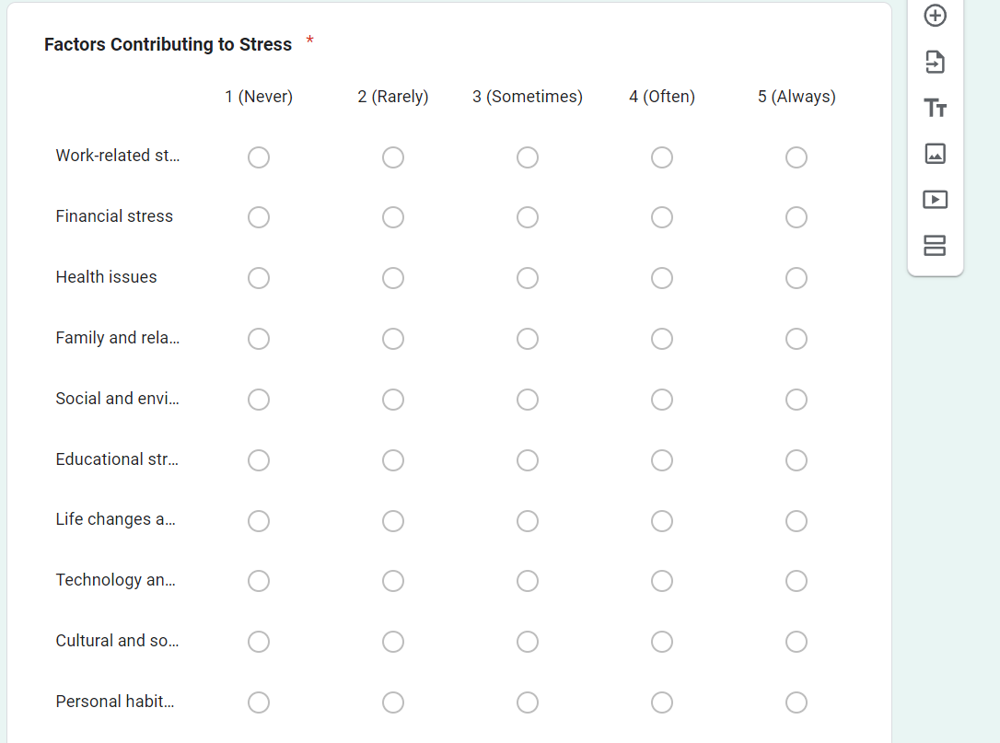 Factors Contributing to Stress *
1 (Never) 2 (Rarely) 3 (Sometimes) 4 (Often) 5 (Always)
Work-related st...
Financial stress
Health issues
Family and rela...
Social and envi...
Educational str...
Life changes a...
Technology an...
Cultural and so...
Personal habit...